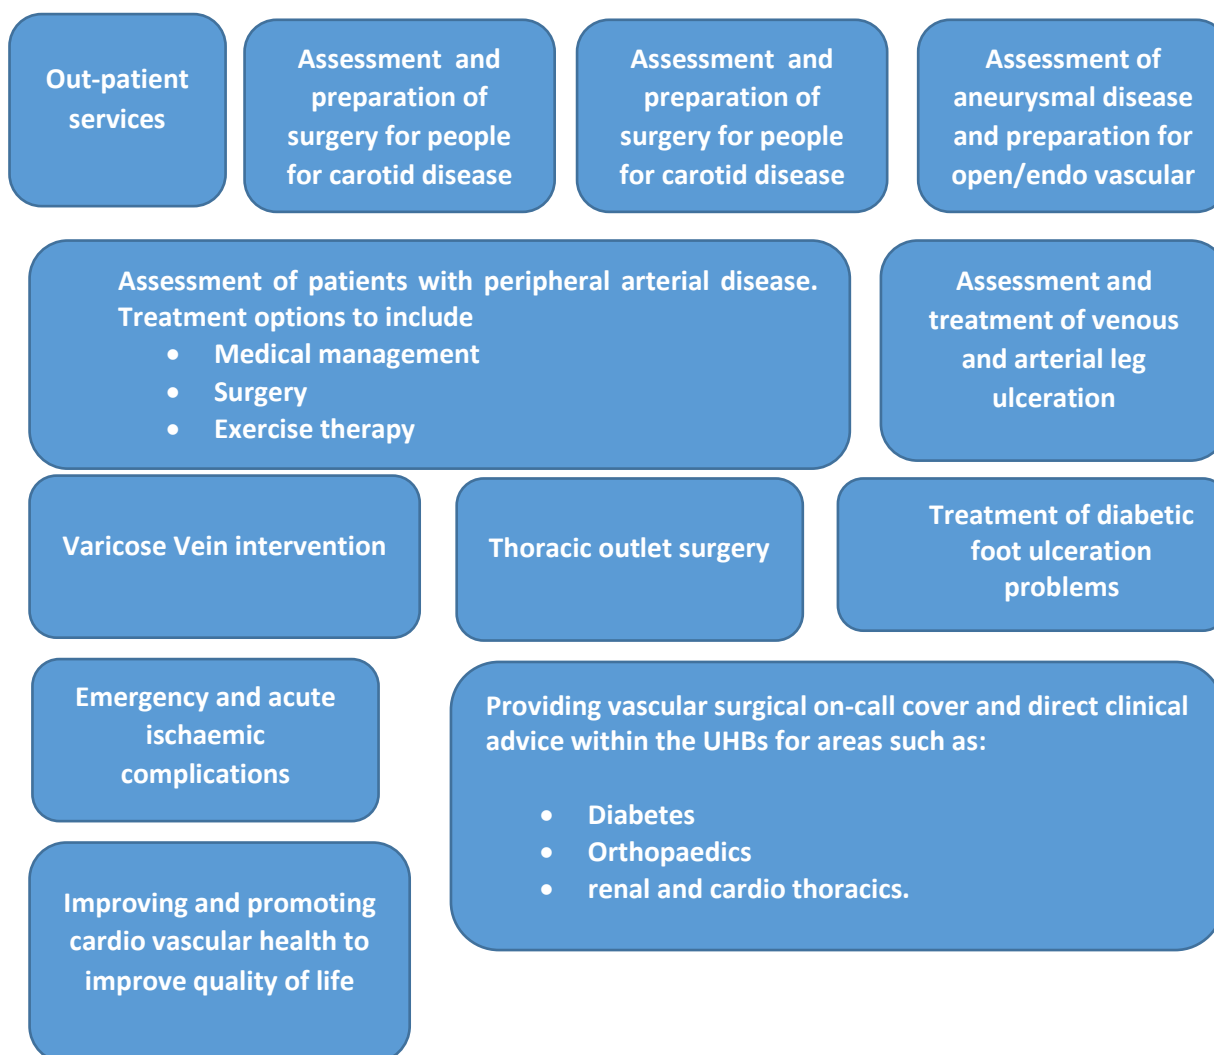 Out-patient
services
Assessment and
preparation of
surgery for people
for carotid disease
Assessment and
preparation of
surgery for people
for carotid disease
Assessment of
aneurysmal disease
and preparation for
open/endo vascular
Assessment of patients with peripheral arterial disease.
Treatment options to include
• Medical management
• Surgery
• Exercise therapy
Assessment and
treatment of venous
and arterial leg
ulceration
Varicose Vein intervention
Thoracic outlet surgery
Treatment of diabetic
foot ulceration
problems
Emergency and acute
ischaemic
complications
Providing vascular surgical on-call cover and direct clinical
advice within the UHBs for areas such as:
• Diabetes
• Orthopaedics
• renal and cardio thoracics.
Improving and promoting
cardio vascular health to
improve quality of life